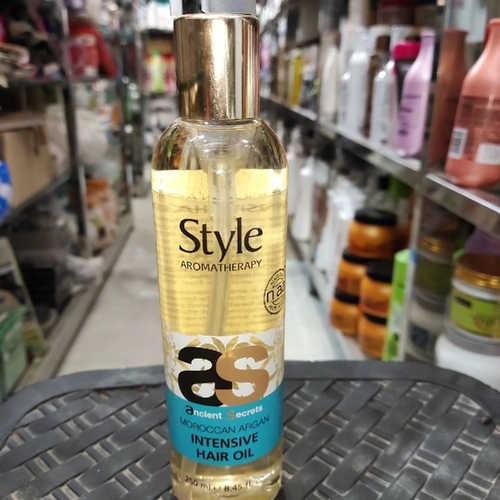 Style
AROMATHERAPY
as
ancient Secrets
MOROCCAN ARGAN
INTENSIVE
HAIR OIL
250 ml ℮ 8.45 fl